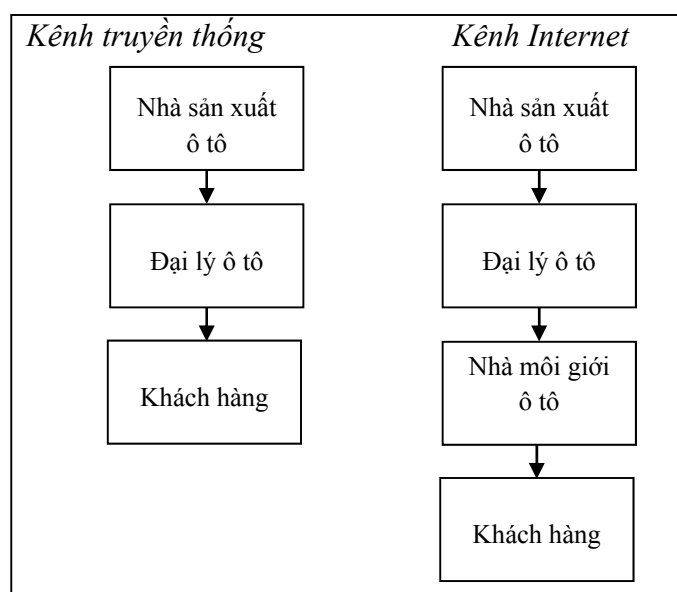 Kênh truyền thống
Nhà sản xuất
ô tô
Đại lý ô tô
Khách hàng
Kênh Internet
Nhà sản xuất
ô tô
Đại lý ô tô
Nhà môi giới
ô tô
Khách hàng